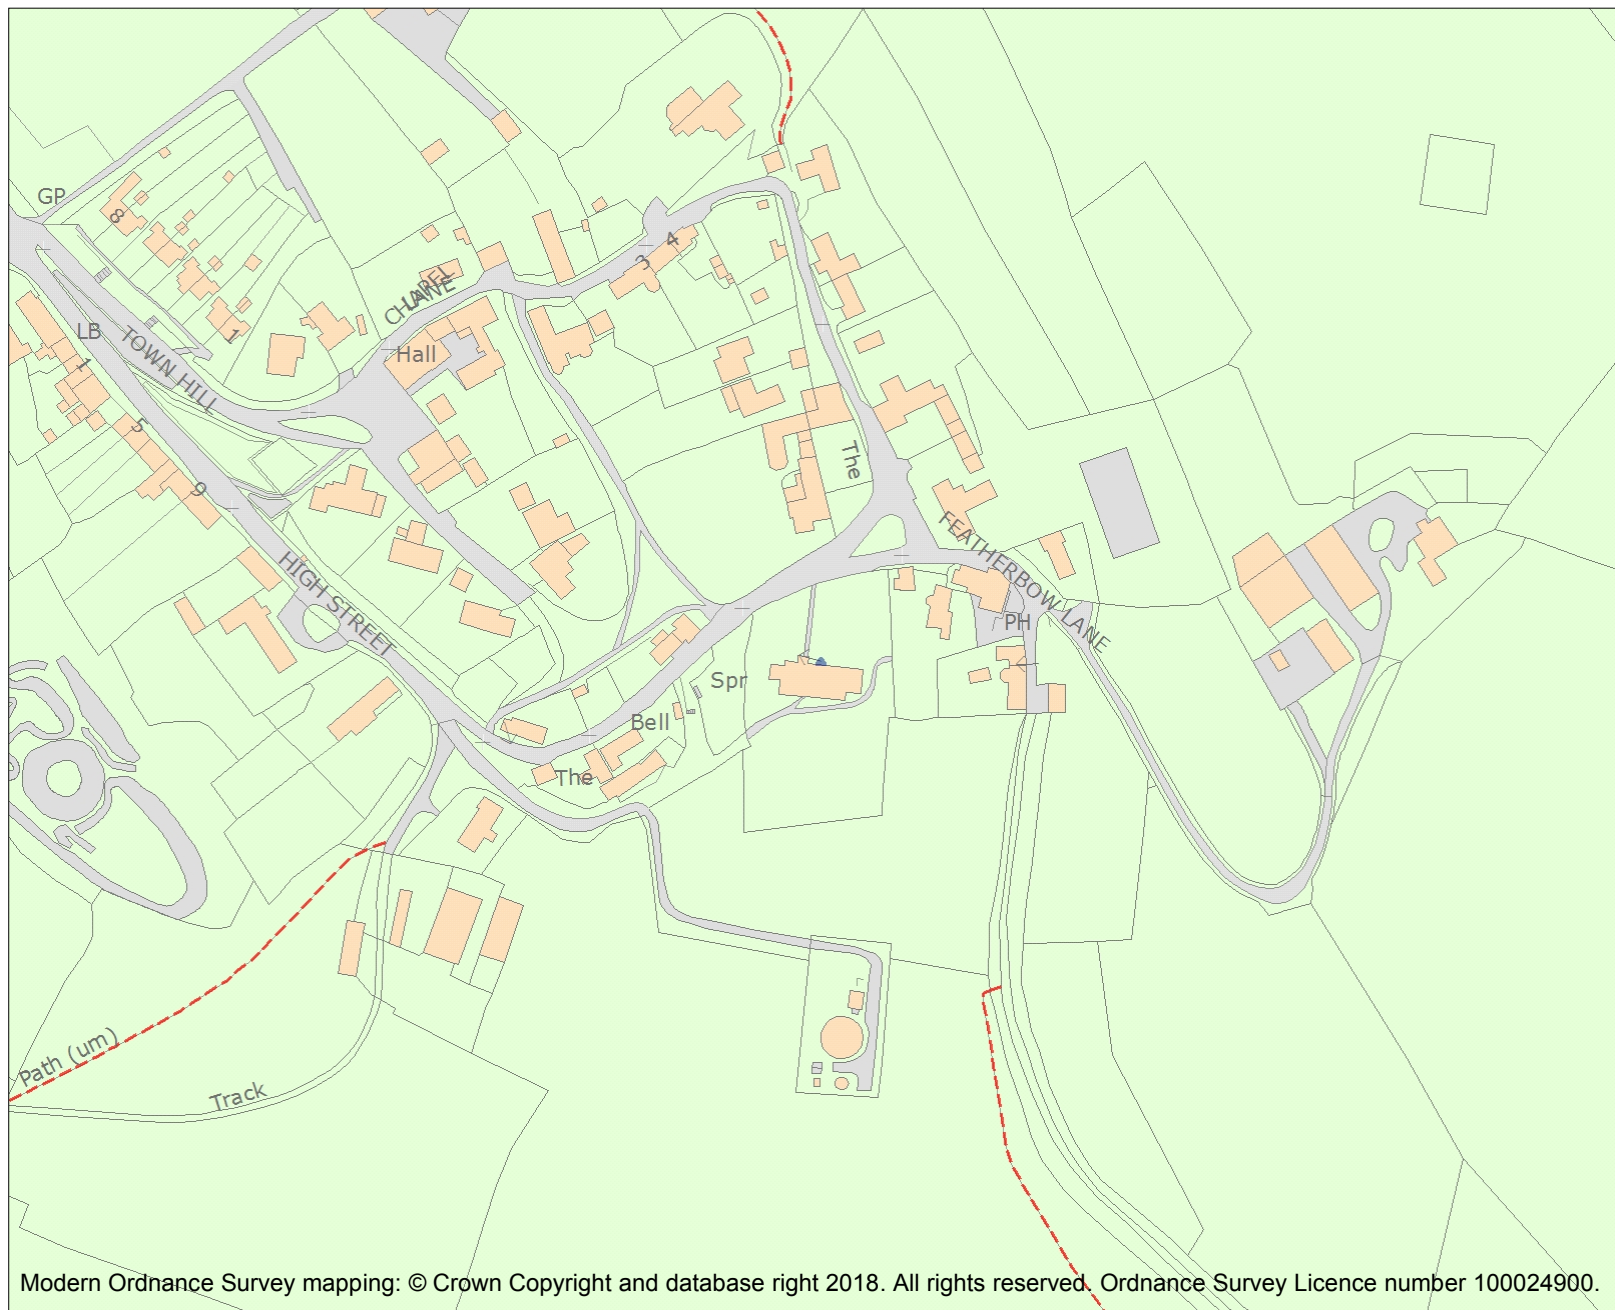 GP
8
4
3
CHAPEL
LANE
LB
TOWN HILL
1
1
Hall
5
9
The
FEATHERBOW LANE
HIGH STREET
PH
2
Spr
Bell
The
Path (um)
Track
Modern Ordnance Survey mapping: © Crown Copyright and database right 2018. All rights reserved. Ordnance Survey Licence number 100024900.